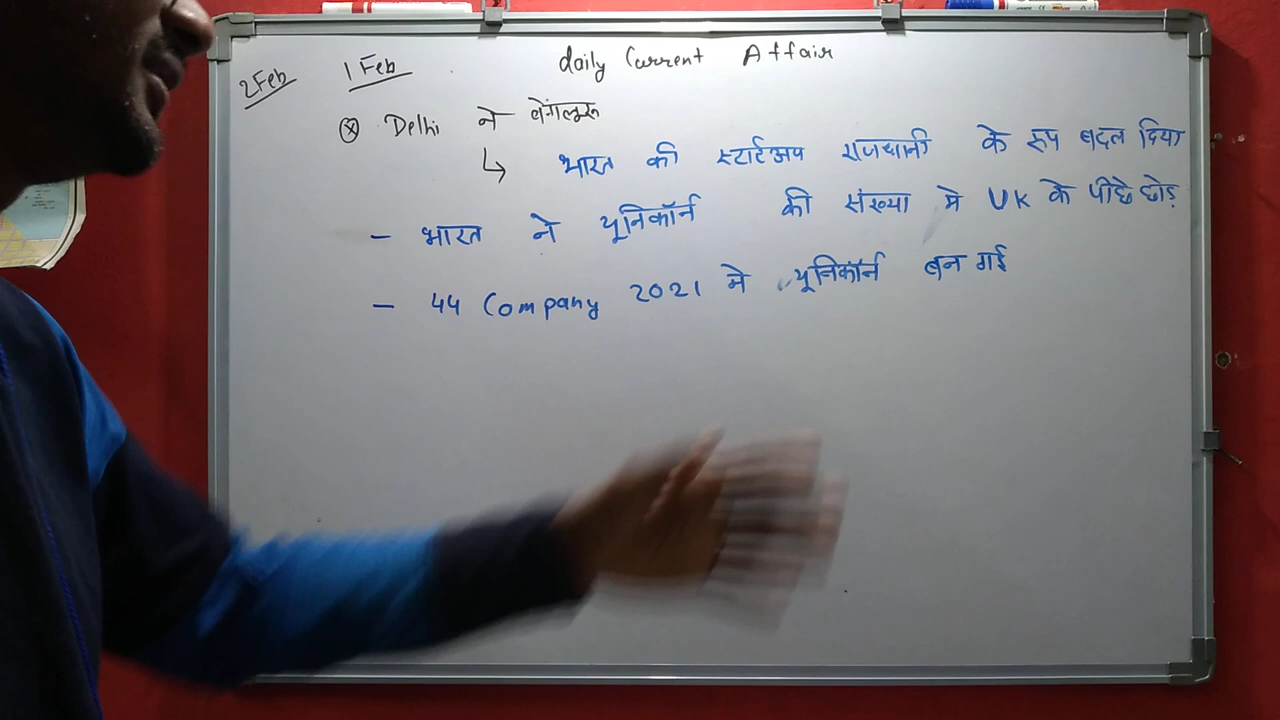 2Feb 1Feb daily Current Affair
Delhi ने बेंगलूरू
↳ भारत की स्टार्टअप राजधानी के रुप बदल दिया
- भारत ने यूनिकॉर्न की संख्या मे UK के पीछे छोड़
- 44 Company 2021 मे यूनिकॉर्न बन गई